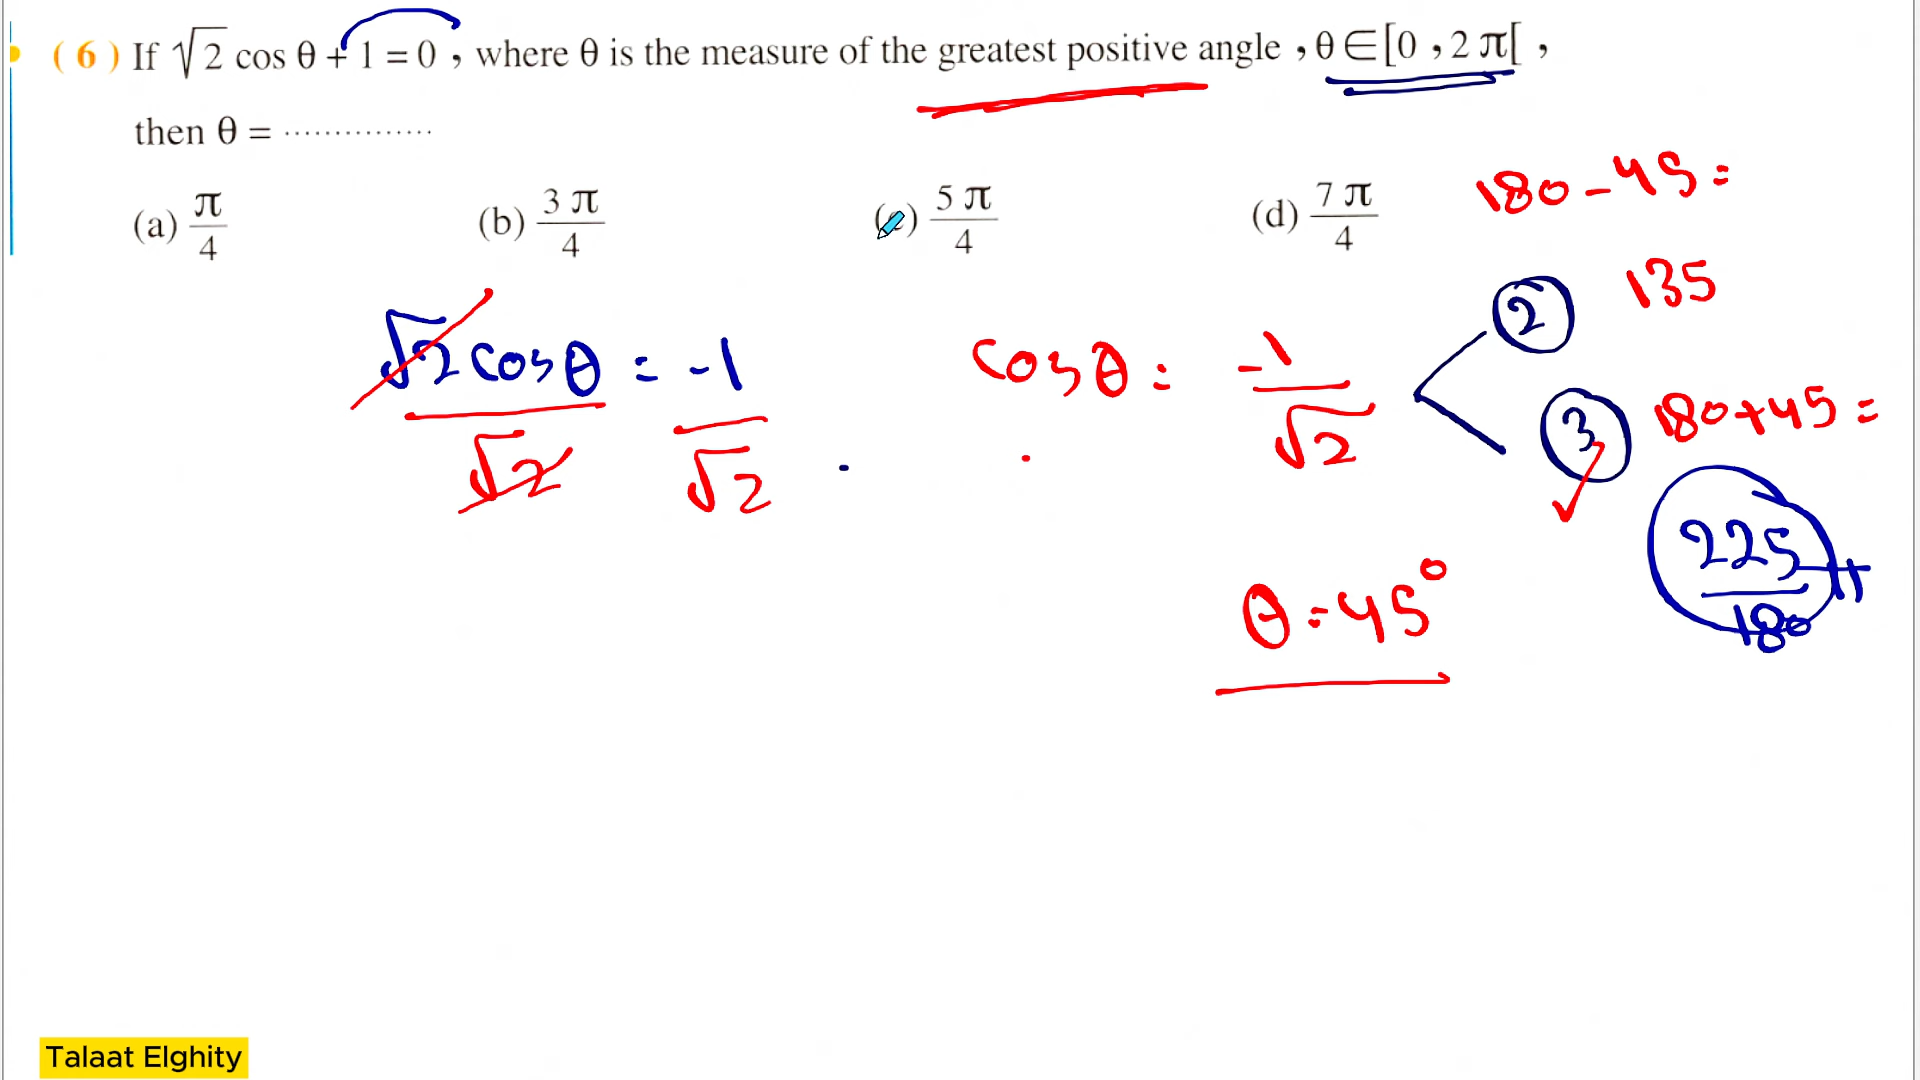 ( 6 ) If √2 cos θ + 1 = 0 , where θ is the measure of the greatest positive angle , θ ∈ [0 , 2 π[ ,
then θ = ...............
(a) π/4 (b) 3 π/4 (c) 5 π/4 (d) 7 π/4
180 - 45 =
135
√2 cos θ / √2 = -1 / √2
cos θ = -1 / √2
2
3
180 + 45 =
225 / 180 π
θ = 45°
Talaat Elghity